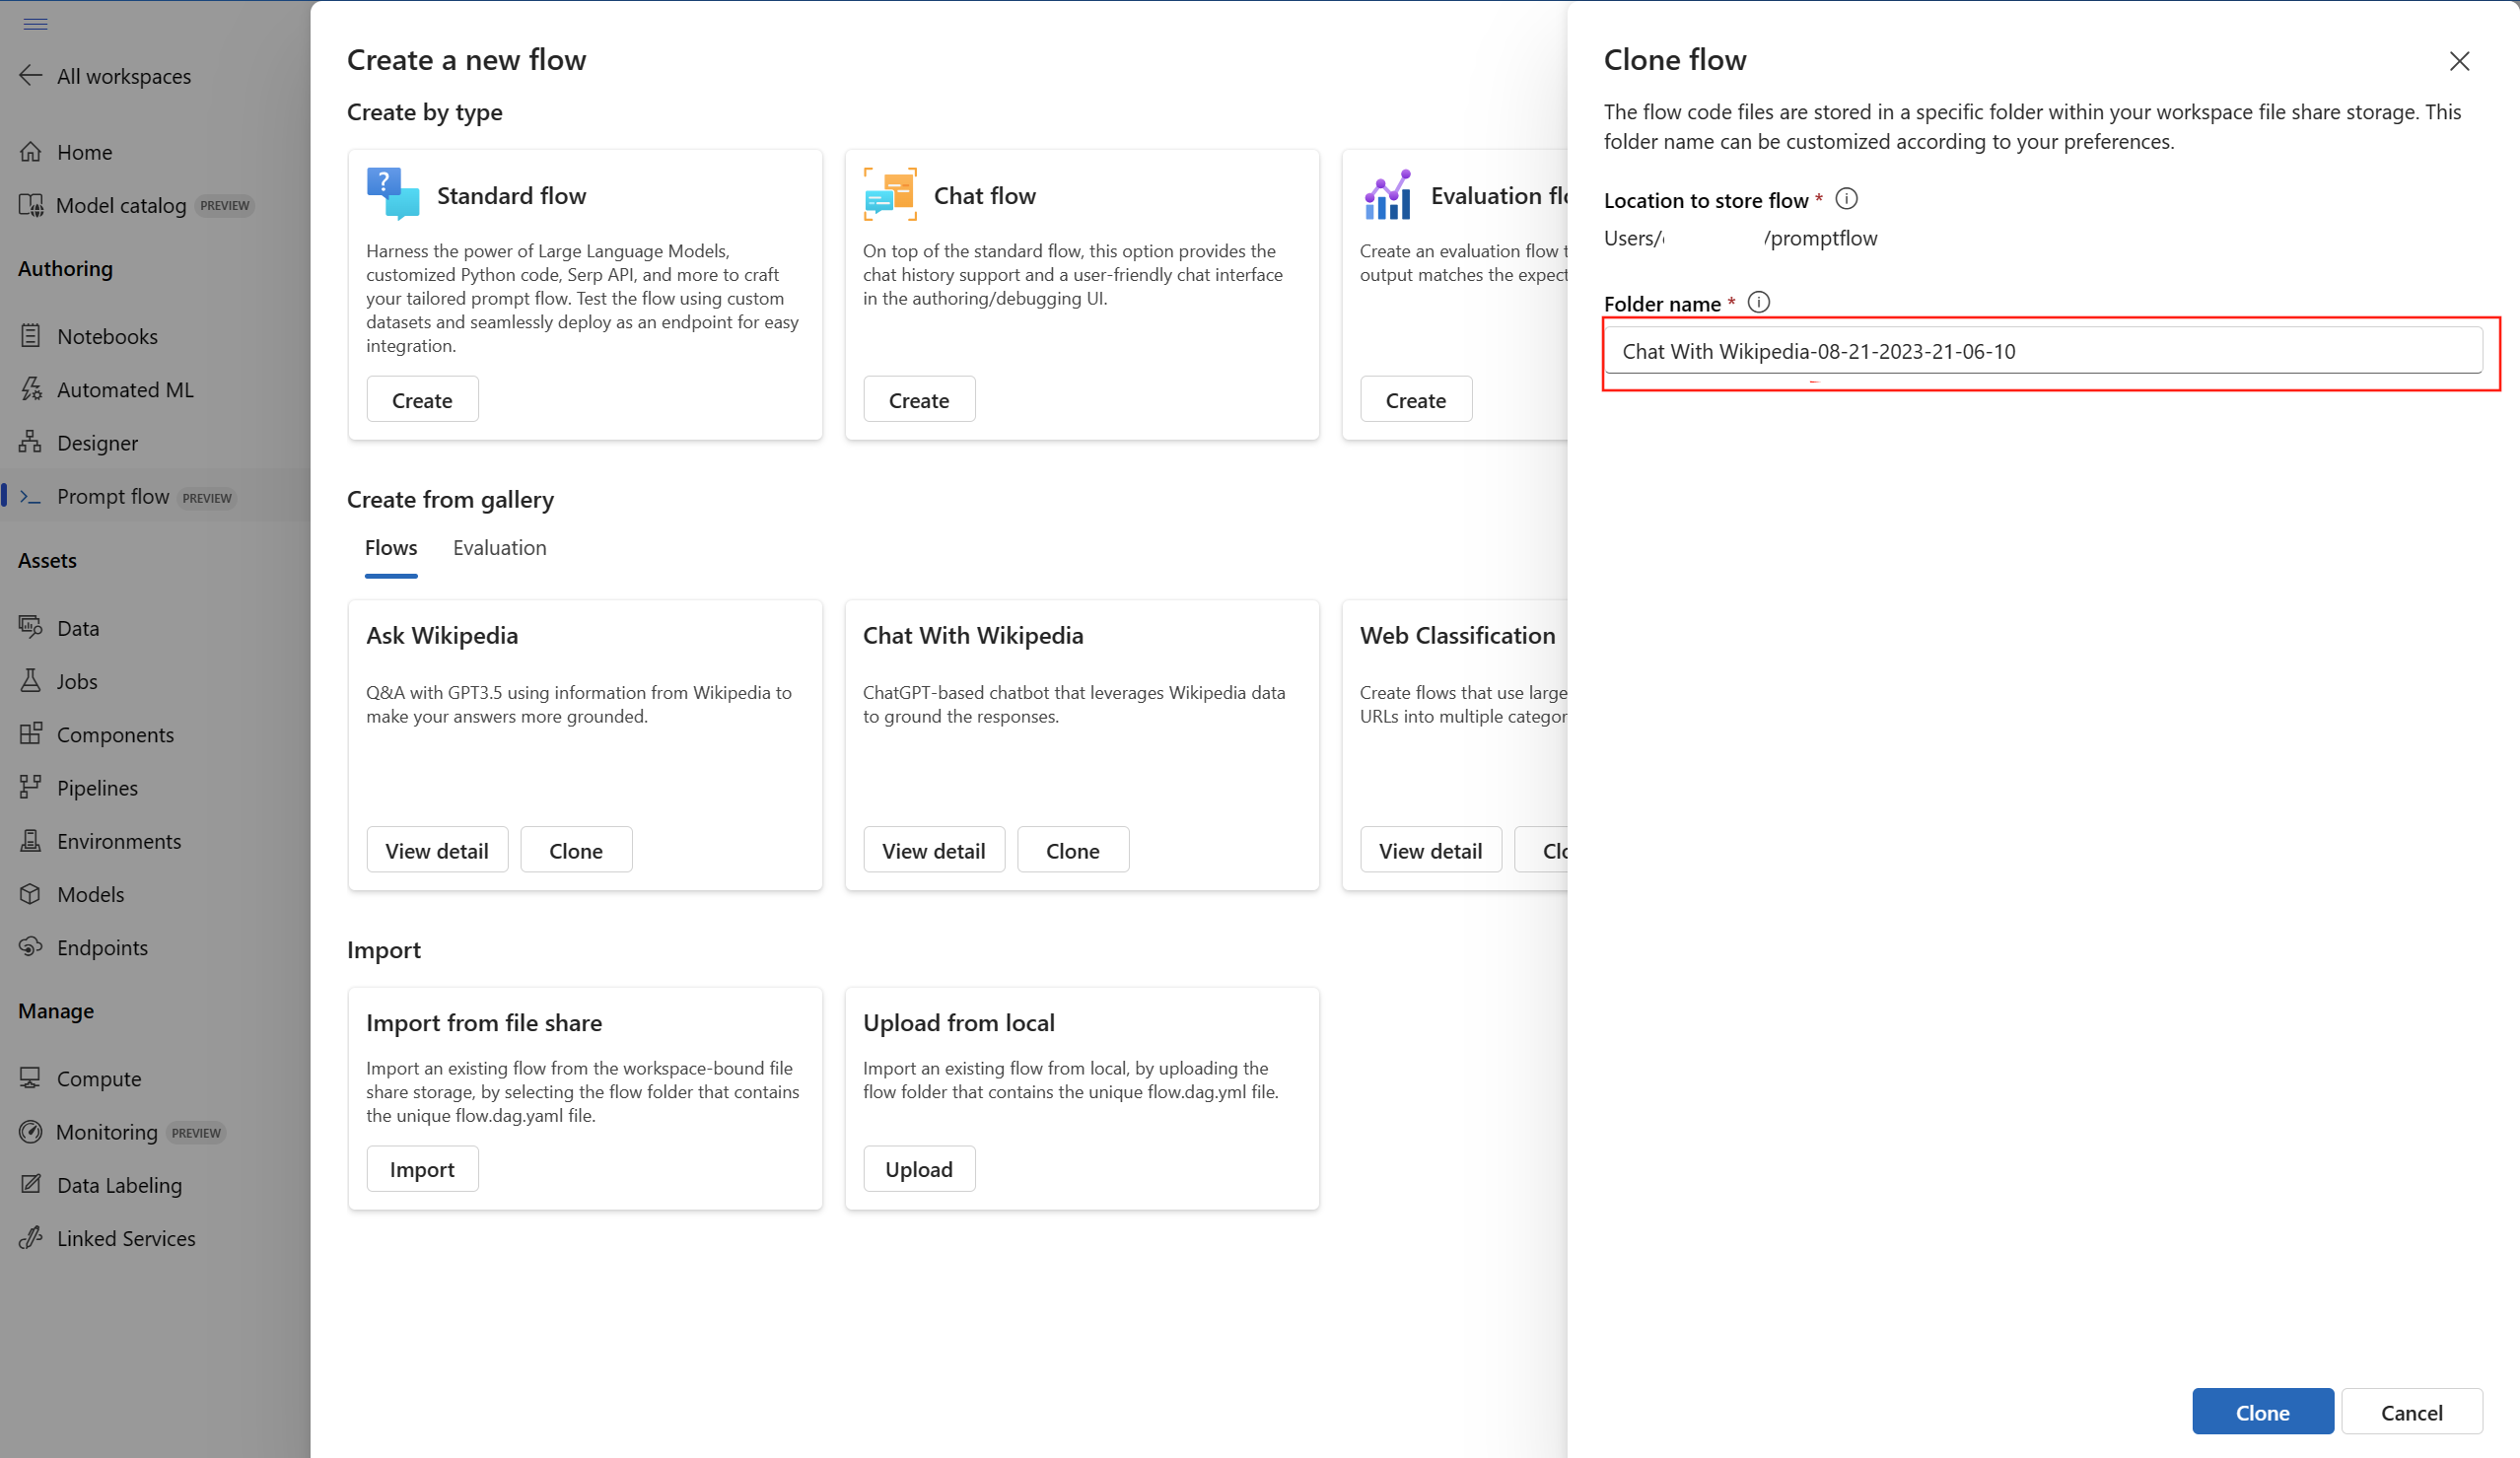 All workspaces
Home
Model catalog PREVIEW
Authoring
Notebooks
Automated ML
Designer
Prompt flow PREVIEW
Assets
Data
Jobs
Components
Pipelines
Environments
Models
Endpoints
Manage
Compute
Monitoring PREVIEW
Data Labeling
Linked Services
Create a new flow
Create by type
Standard flow
Harness the power of Large Language Models,
customized Python code, Serp API, and more to craft
your tailored prompt flow. Test the flow using custom
datasets and seamlessly deploy as an endpoint for easy
integration.
Create
Chat flow
On top of the standard flow, this option provides the
chat history support and a user-friendly chat interface
in the authoring/debugging UI.
Create
Evaluation
Create an evaluation flow
output matches the
Create
Create from gallery
Flows Evaluation
Ask Wikipedia
Q&A with GPT3.5 using information from Wikipedia to
make your answers more grounded.
View detail Clone
Chat With Wikipedia
ChatGPT-based chatbot that leverages Wikipedia data
to ground the responses.
View detail Clone
Web Classification
Create flows that use large
URLs into multiple
View detail
Import
Import from file share
Import an existing flow from the workspace-bound file
share storage, by selecting the flow folder that contains
the unique flow.dag.yaml file.
Import
Upload from local
Import an existing flow from local, by uploading the
flow folder that contains the unique flow.dag.yml file.
Upload
Clone flow
The flow code files are stored in a specific folder within your workspace file share storage. This
folder name can be customized according to your preferences.
Location to store flow *
Users/ /promptflow
Folder name *
Chat With Wikipedia-08-21-2023-21-06-10
Clone Cancel